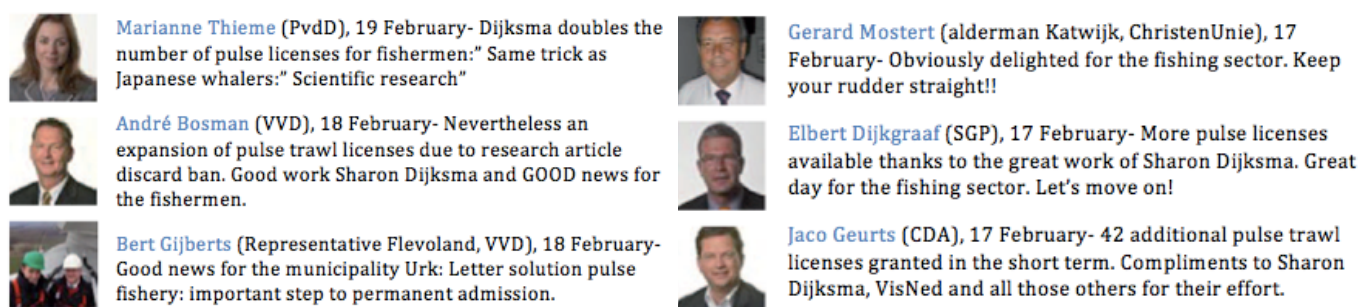 Marianne Thieme (PvdD), 19 February- Dijksma doubles the
number of pulse licenses for fishermen:” Same trick as
Japanese whalers:” Scientific research”
André Bosman (VVD), 18 February- Nevertheless an
expansion of pulse trawl licenses due to research article
discard ban. Good work Sharon Dijksma and GOOD news for
the fishermen.
Bert Gijberts (Representative Flevoland, VVD), 18 February-
Good news for the municipality Urk: Letter solution pulse
fishery: important step to permanent admission.
Gerard Mostert (alderman Katwijk, ChristenUnie), 17
February- Obviously delighted for the fishing sector. Keep
your rudder straight!!
Elbert Dijkgraaf (SGP), 17 February- More pulse licenses
available thanks to the great work of Sharon Dijksma. Great
day for the fishing sector. Let’s move on!
Jaco Geurts (CDA), 17 February- 42 additional pulse trawl
licenses granted in the short term. Compliments to Sharon
Dijksma, VisNed and all those others for their effort.